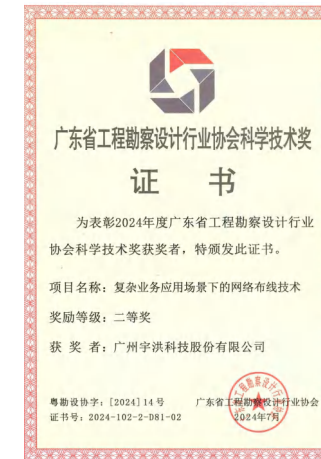 广东省工程勘察设计行业协会科学技术奖
证 书
为表彰2024年度广东省工程勘察设计行业
协会科学技术奖获奖者，特颁发此证书。
项目名称：复杂业务应用场景下的网络布线技术
奖励等级：二等奖
获 奖 者：广州宇洪科技股份有限公司
粤勘设协字：[2024]14号
广东省工程勘察设计行业协会
证书号：2024-102-2-D81-02
2024年7月